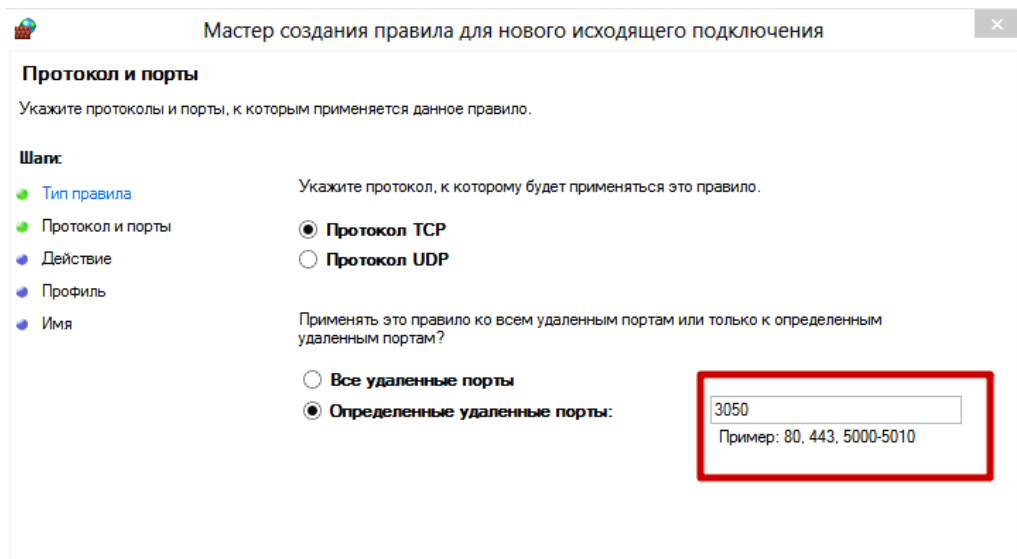 Мастер создания правила для нового исходящего подключения
Протокол и порты
Укажите протоколы и порты, к которым применяется данное правило.
Шаги:
Тип правила
Протокол и порты
Действие
Профиль
Имя
Укажите протокол, к которому будет применяться это правило.
Протокол TCP
Протокол UDP
Применять это правило ко всем удаленным портам или только к определенным
удаленным портам?
Все удаленные порты
Определенные удаленные порты:
3050
Пример: 80, 443, 5000-5010